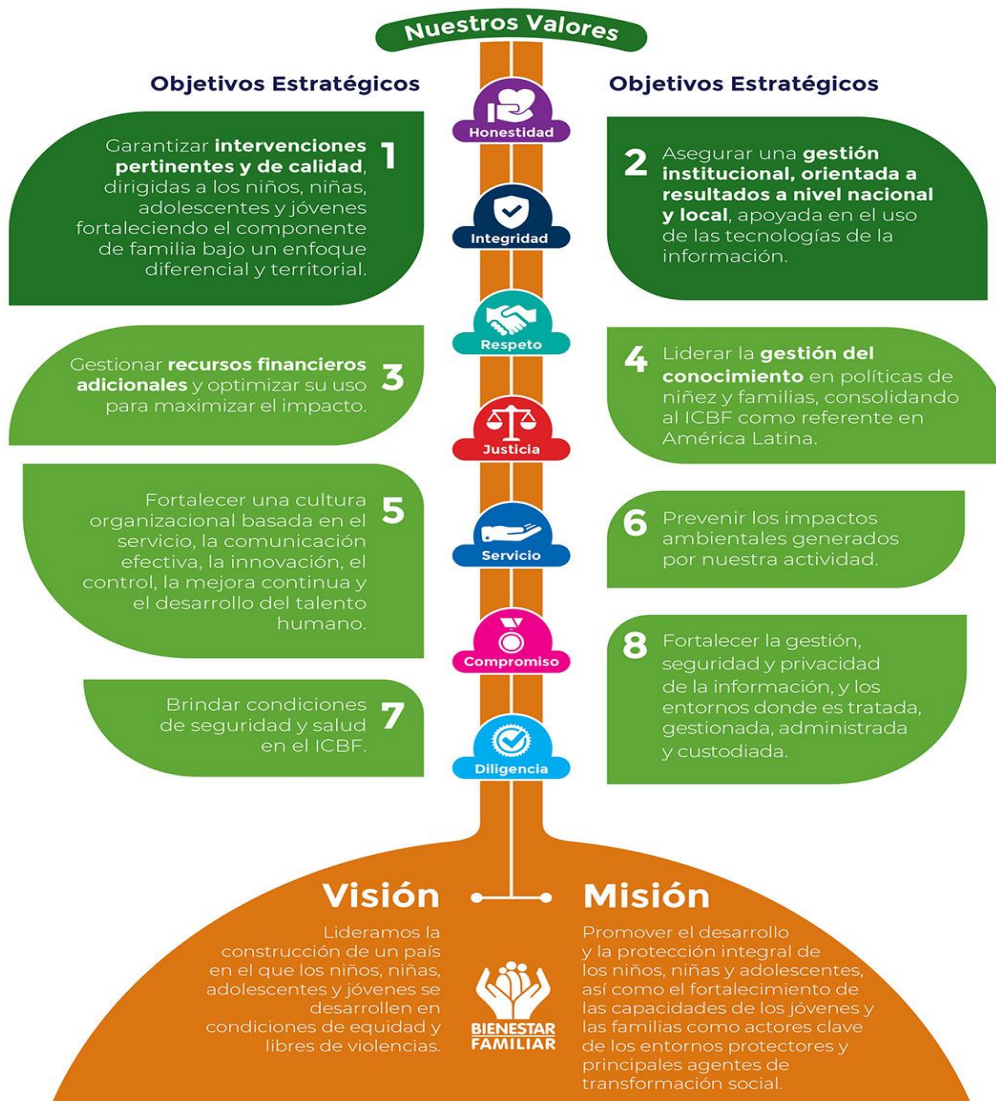 Nuestros Valores
Objetivos Estratégicos
Objetivos Estratégicos
Honestidad
1
Garantizar intervenciones
pertinentes y de calidad,
dirigidas a los niños, niñas,
adolescentes y jóvenes
fortaleciendo el componente
de familia bajo un enfoque
diferencial y territorial.
2
Asegurar una gestión
institucional, orientada a
resultados a nivel nacional
y local, apoyada en el uso
de las tecnologías de la
información.
Integridad
Respeto
3
Gestionar recursos financieros
adicionales y optimizar su uso
para maximizar el impacto.
4
Liderar la gestión del
conocimiento en políticas de
niñez y familias, consolidando
al ICBF como referente en
América Latina.
Justicia
5
Fortalecer una cultura
organizacional basada en el
servicio, la comunicación
efectiva, la innovación, el
control, la mejora continua y
el desarrollo del talento
humano.
6
Prevenir los impactos
ambientales generados
por nuestra actividad.
Servicio
Compromiso
7
Brindar condiciones
de seguridad y salud
en el ICBF.
8
Fortalecer la gestión,
seguridad y privacidad
de la información, y los
entornos donde es tratada,
gestionada, administrada
y custodiada.
Diligencia
Visión
Lideramos la
construcción de un país
en el que los niños, niñas,
adolescentes y jóvenes se
desarrollen en
condiciones de equidad y
libres de violencias.
BIENESTAR
FAMILIAR
Misión
Promover el desarrollo
y la protección integral de
los niños, niñas y adolescentes,
así como el fortalecimiento de
las capacidades de los jóvenes y
las familias como actores clave
de los entornos protectores y
principales agentes de
transformación social.